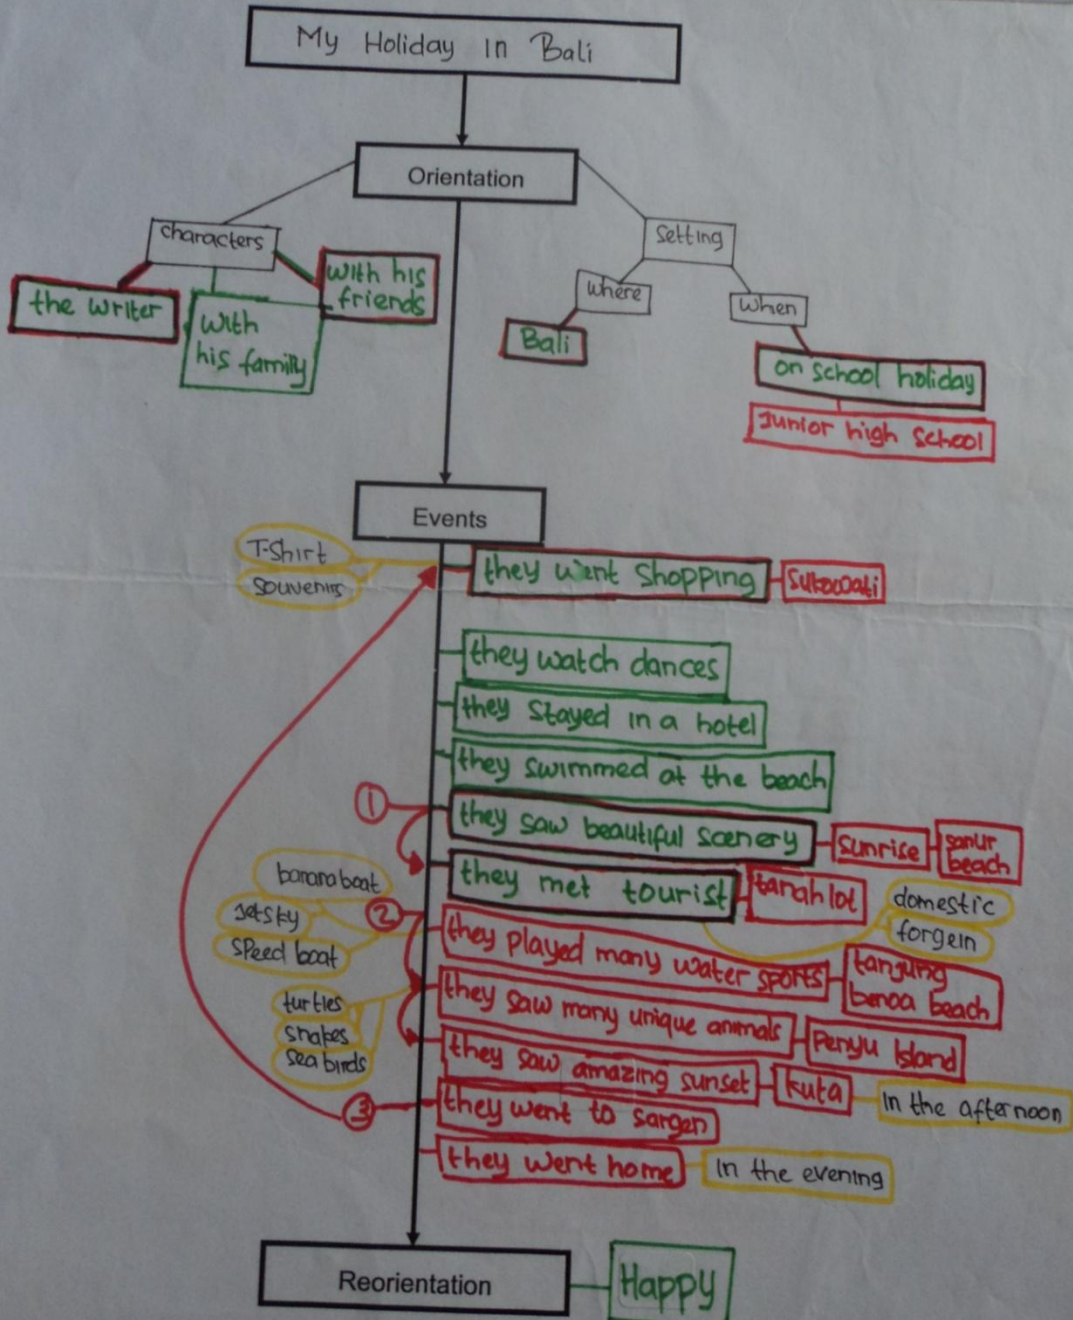 My Holiday in Bali
Orientation
characters
the writer
with
his family
with his
friends
Setting
where
Bali
when
on school holiday
Junior high school
Events
T-Shirt
souvenirs
they went shopping
Sukowati
they watch dances
they stayed in a hotel
they swimmed at the beach
1
they saw beautiful scenery
sunrise
sanur
beach
they met tourist
tanahlot
domestic
forgein
banana boat
Jetsky
speed boat
2
they played many water sports
tanjung
benoa beach
turtles
snakes
sea birds
they saw many unique animals
Penyu Island
they saw amazing sunset
kuta
in the afternoon
3
they went to sargen
they went home
in the evening
Reorientation
Happy